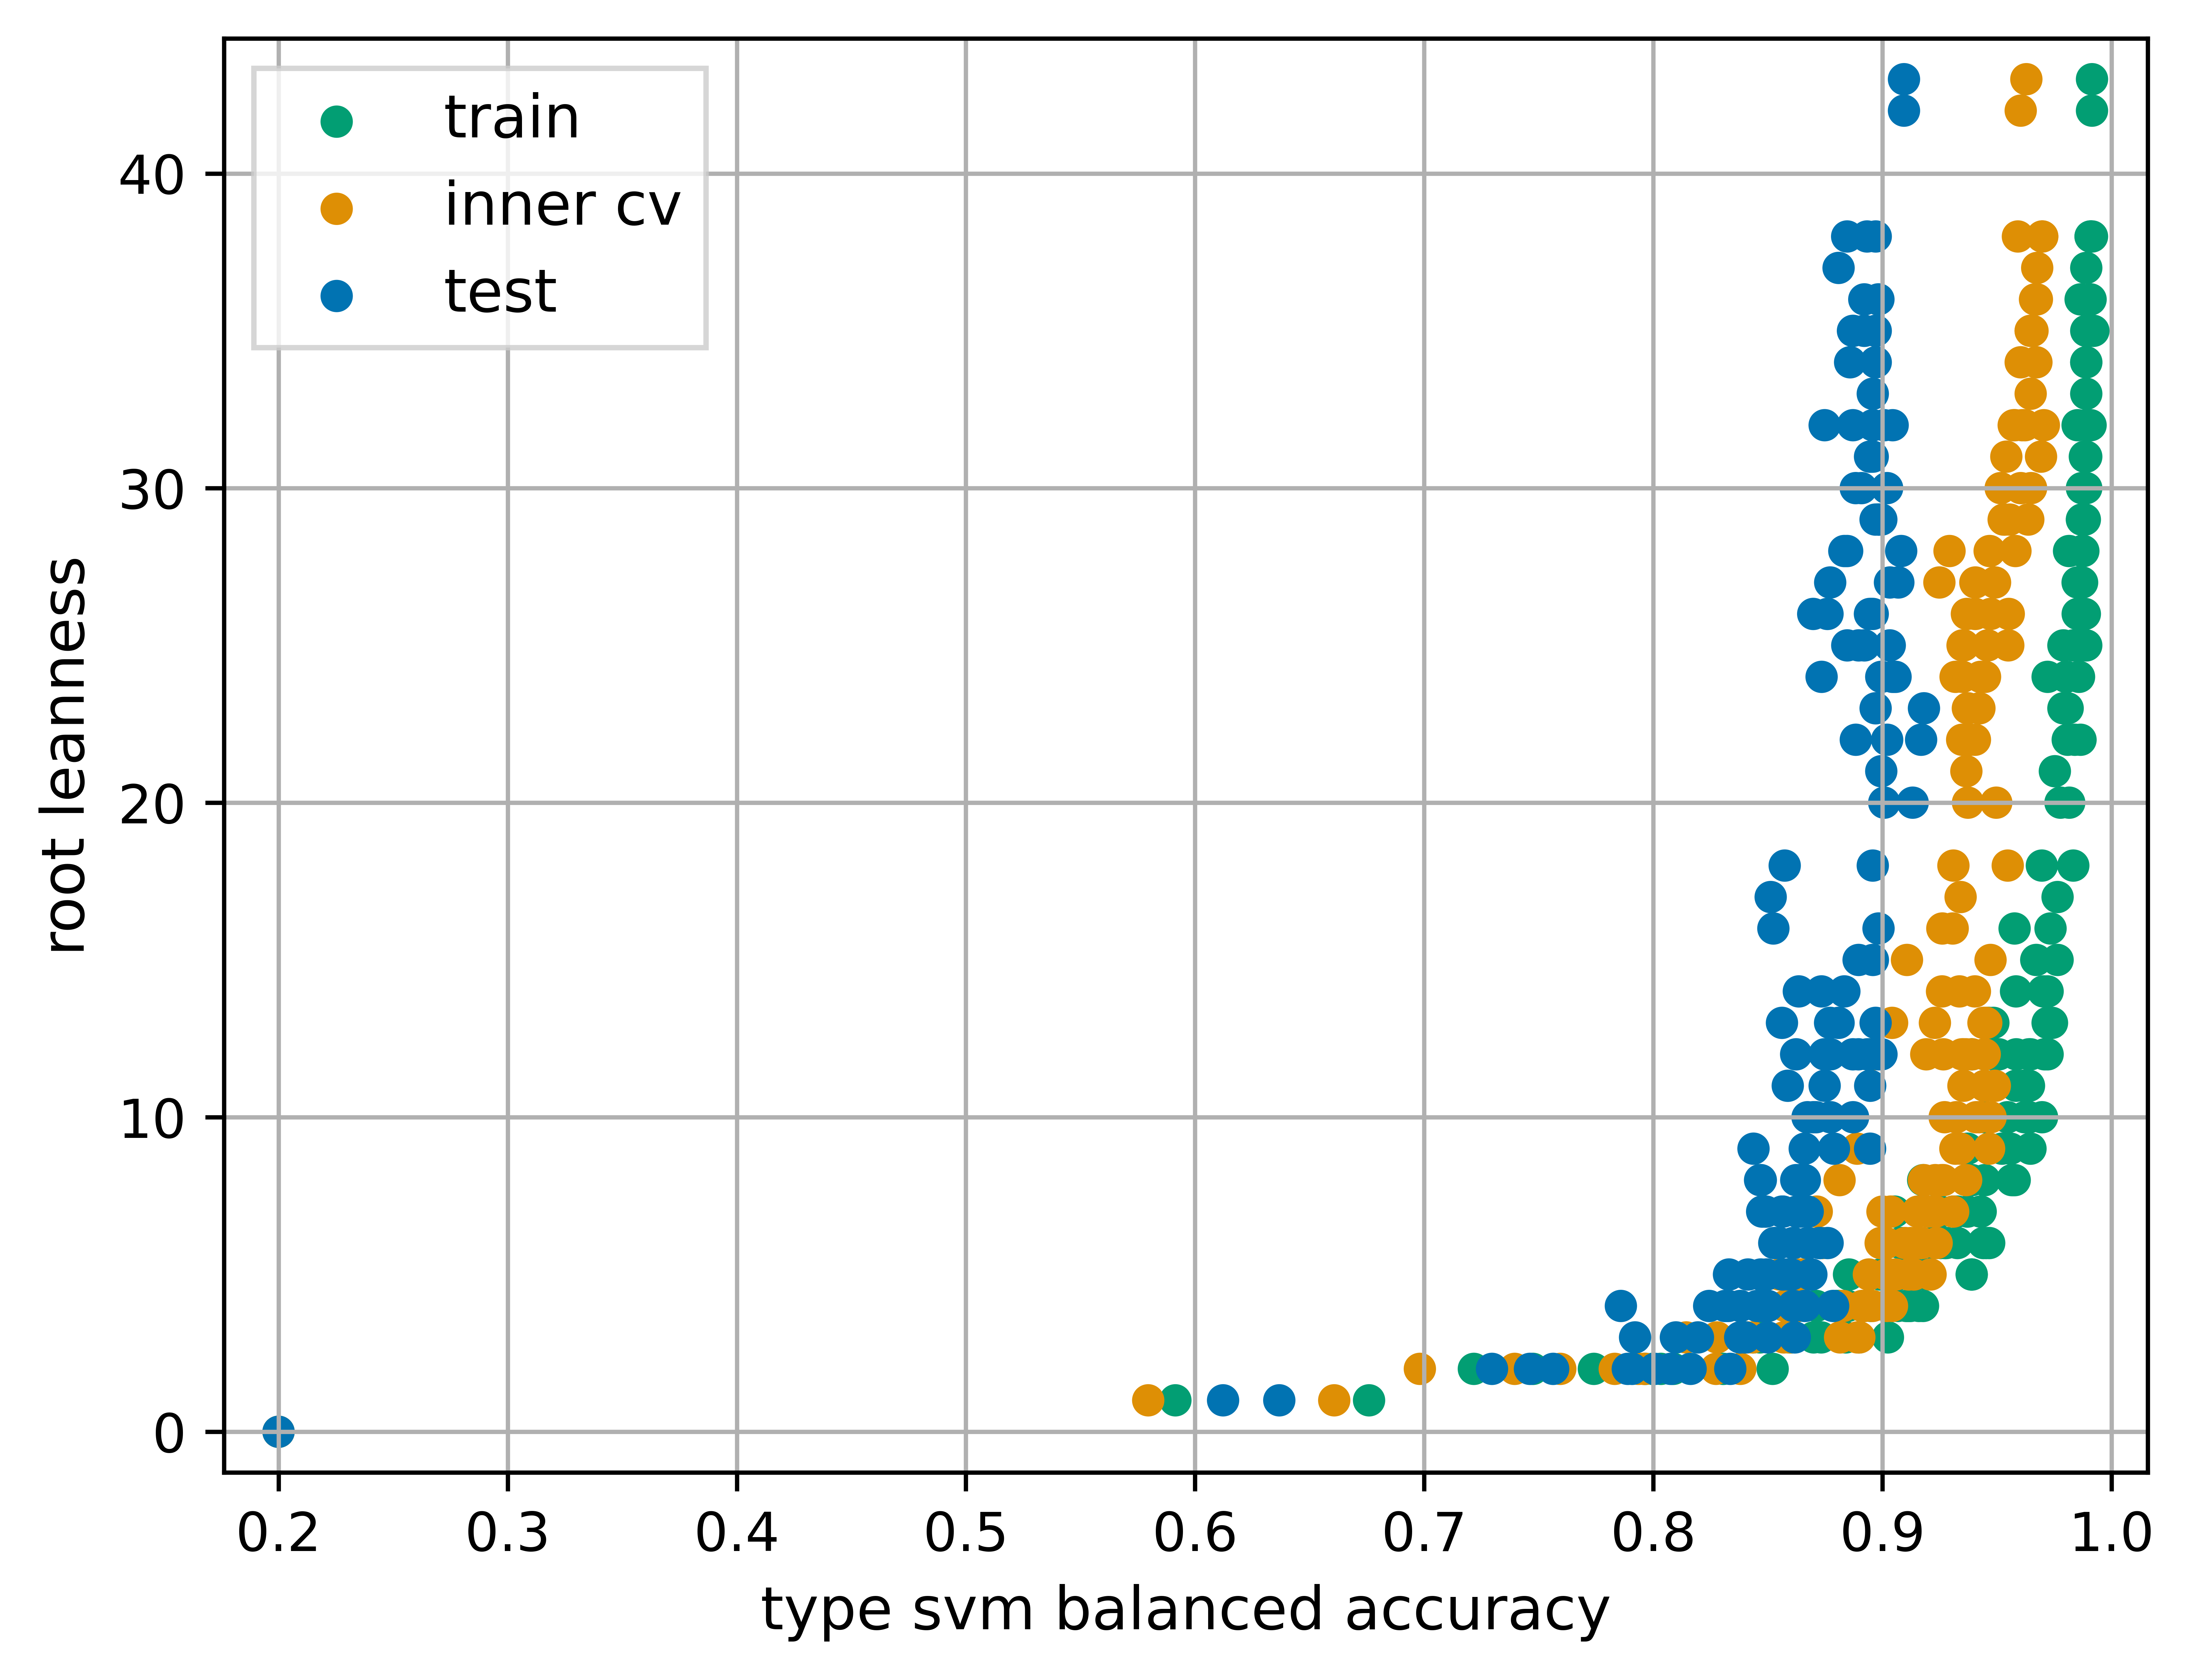 train
inner cv
test
40
30
20
10
0
root leanness
0.2 0.3 0.4 0.5 0.6 0.7 0.8 0.9 1.0
type svm balanced accuracy